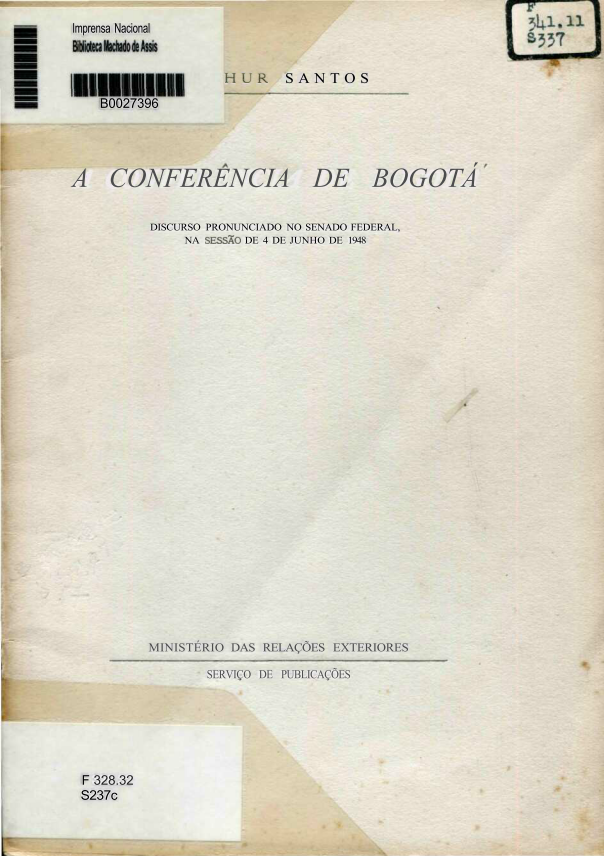 Imprensa Nacional
Biblioteca Machado de Assis
B0027396
F
341.11
S337
HUR SANTOS
A CONFERÊNCIA DE BOGOTÁ
DISCURSO PRONUNCIADO NO SENADO FEDERAL,
NA SESSÃO DE 4 DE JUNHO DE 1948
MINISTÉRIO DAS RELAÇÕES EXTERIORES
SERVIÇO DE PUBLICAÇÕES
F 328.32
S237c